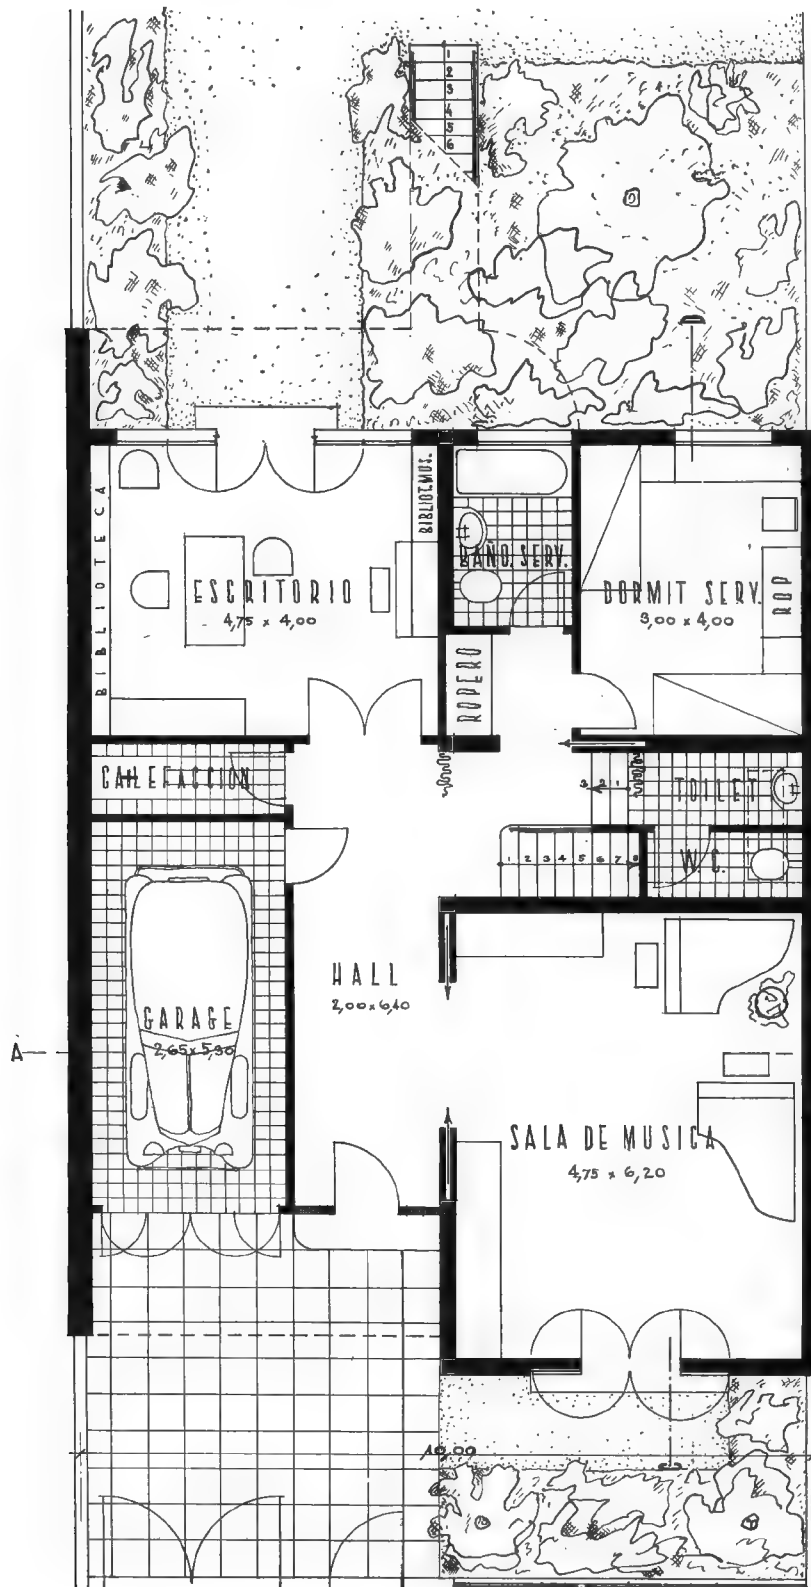 1
2
3
4
5
6
BIBLIOTECA
BIBLIOT.MUS.
ESCRITORIO
4,75 x 4,00
BAÑO. SERV.
DORMIT SERV.
3,00 x 4,00
ROP
ROPERO
CALEFACCION
3 2 1
TOILET
1 2 3 4 5 6 7 8
W.C.
HALL
2,00 x 6,40
GARAGE
2,65 x 5,90
A
SALA DE MUSICA
4,75 x 6,20
10,00